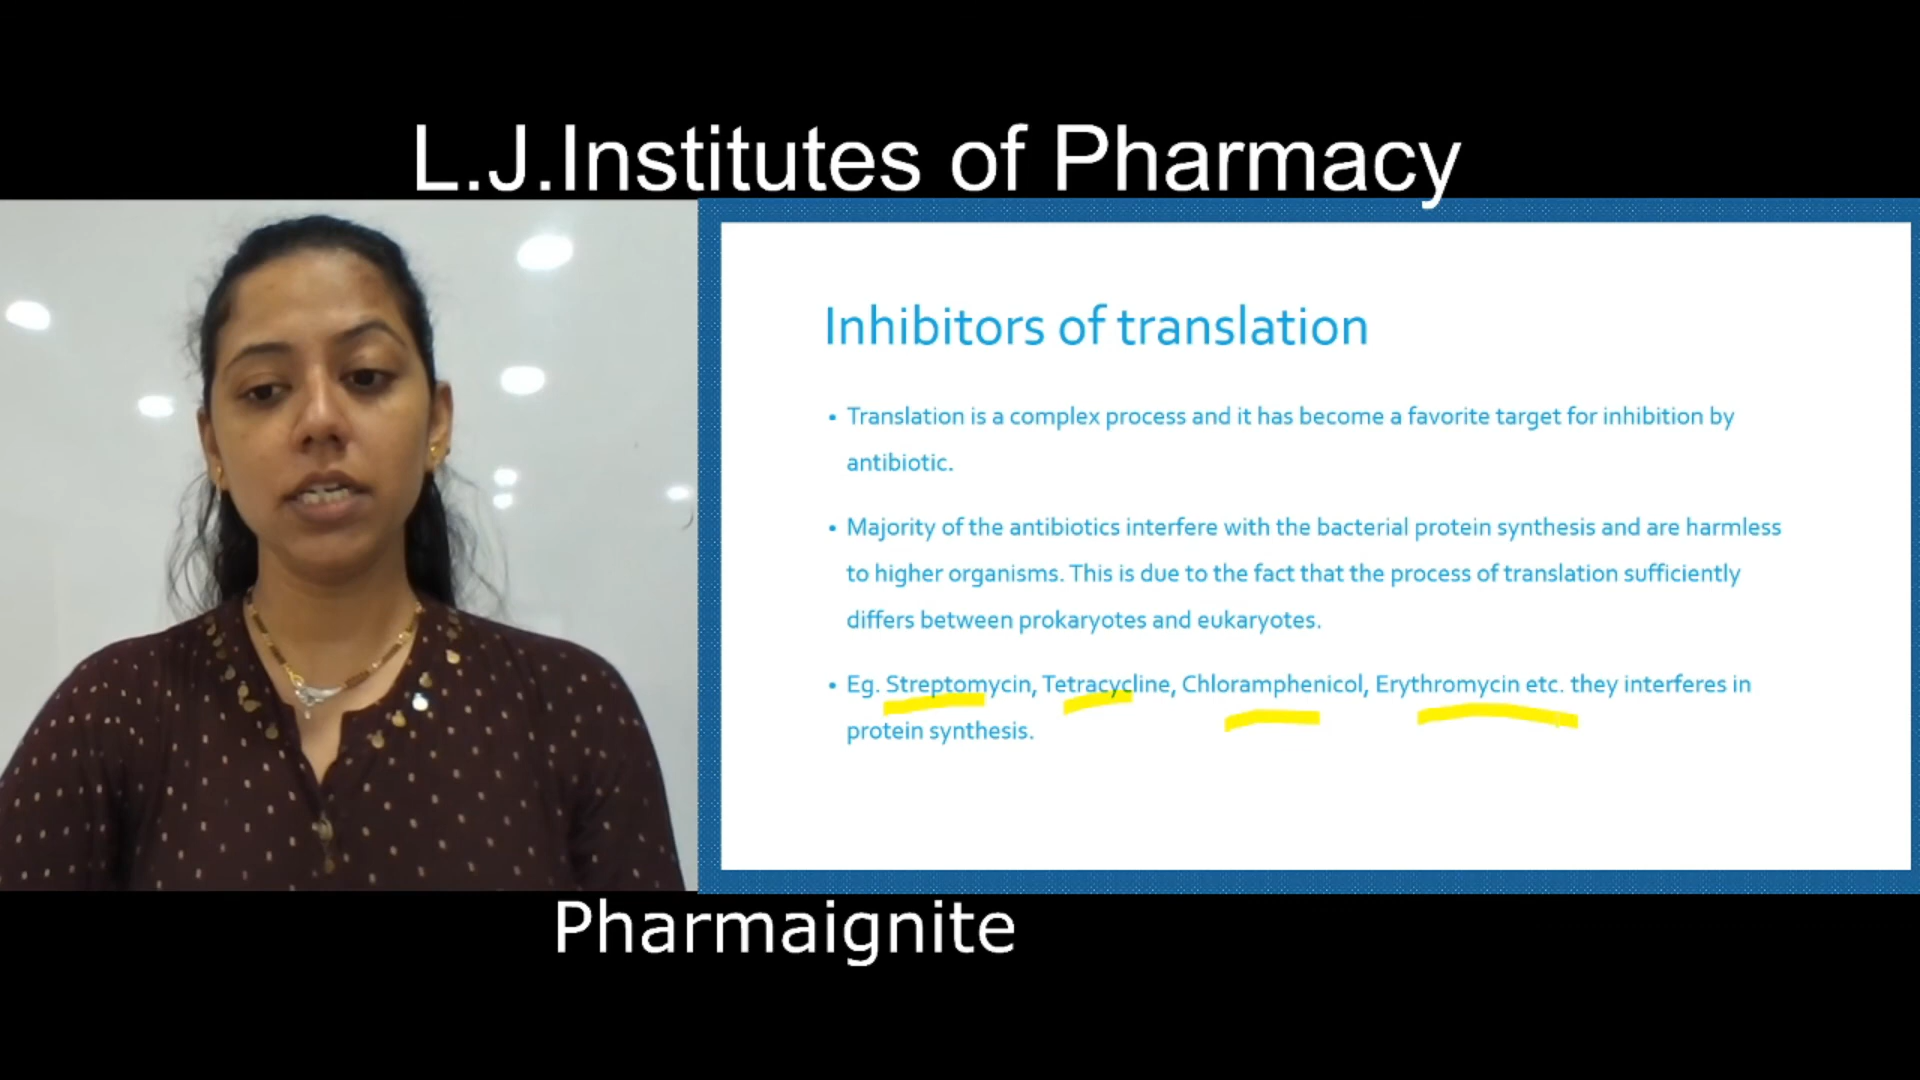 L.J.Institutes of Pharmacy
Inhibitors of translation
• Translation is a complex process and it has become a favorite target for inhibition by
antibiotic.
• Majority of the antibiotics interfere with the bacterial protein synthesis and are harmless
to higher organisms. This is due to the fact that the process of translation sufficiently
differs between prokaryotes and eukaryotes.
• Eg. Streptomycin, Tetracycline, Chloramphenicol, Erythromycin etc. they interferes in
protein synthesis.
Pharmaignite